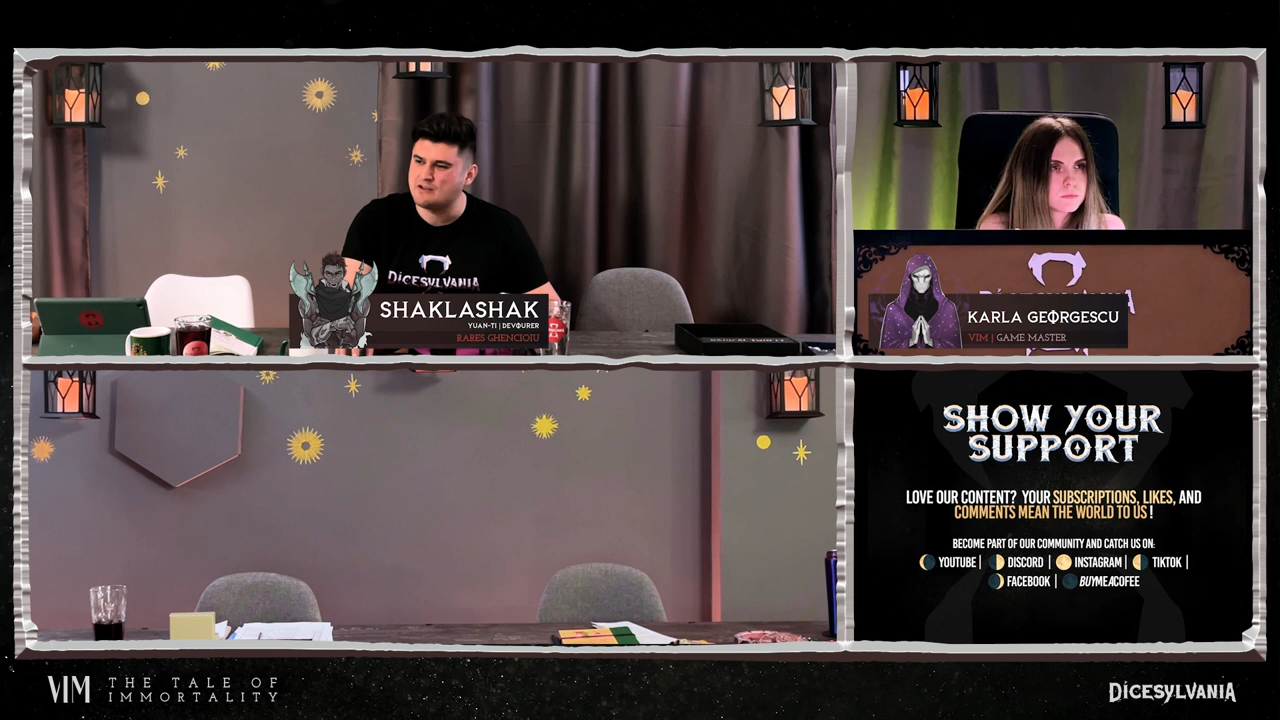 DiCESYLVANiA
SHAKLASHAK
YUAN-TI | DEVOURER
RARES GHENCIOIU
KARLA GEORGESCU
VIM | GAME MASTER
SHOW YOUR
SUPPORT
LOVE OUR CONTENT? YOUR SUBSCRIPTIONS, LIKES, AND
COMMENTS MEAN THE WORLD TO US!
BECOME PART OF OUR COMMUNITY AND CATCH US ON:
YOUTUBE | DISCORD | INSTAGRAM | TIKTOK |
FACEBOOK | BUYMEACOFEE
VIM THE TALE OF
IMMORTALITY
DiCESYLVANiA